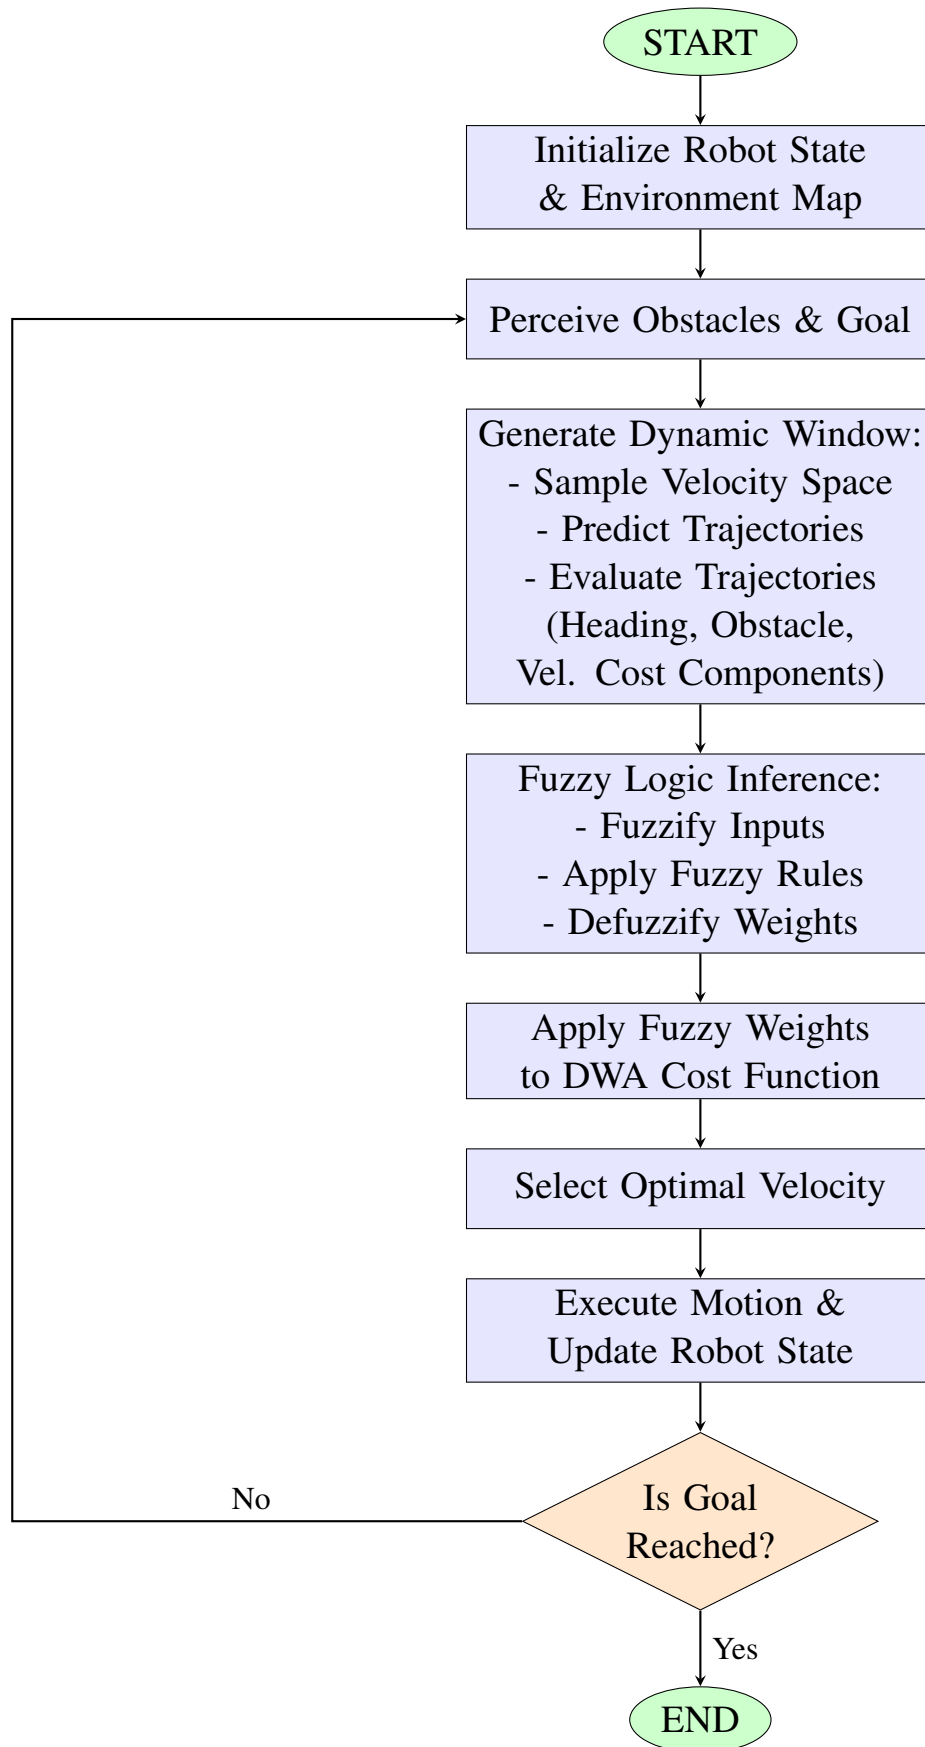 START
Initialize Robot State
& Environment Map
Perceive Obstacles & Goal
Generate Dynamic Window:
- Sample Velocity Space
- Predict Trajectories
- Evaluate Trajectories
(Heading, Obstacle,
Vel. Cost Components)
Fuzzy Logic Inference:
- Fuzzify Inputs
- Apply Fuzzy Rules
- Defuzzify Weights
Apply Fuzzy Weights
to DWA Cost Function
Select Optimal Velocity
Execute Motion &
Update Robot State
No
Is Goal
Reached?
Yes
END